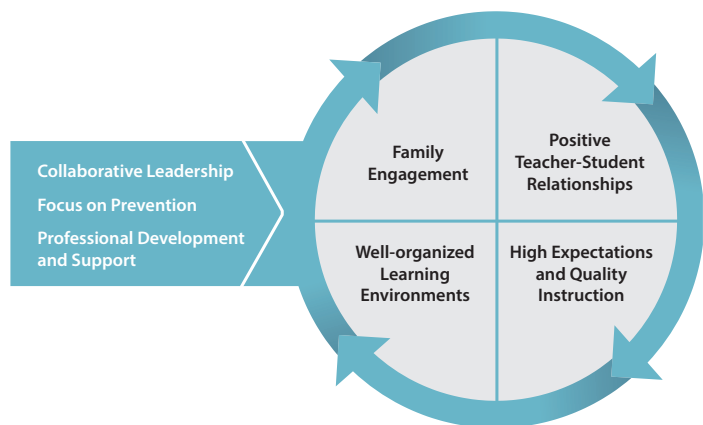 Collaborative Leadership
Focus on Prevention
Professional Development
and Support
Family
Engagement
Positive
Teacher-Student
Relationships
Well-organized
Learning
Environments
High Expectations
and Quality
Instruction